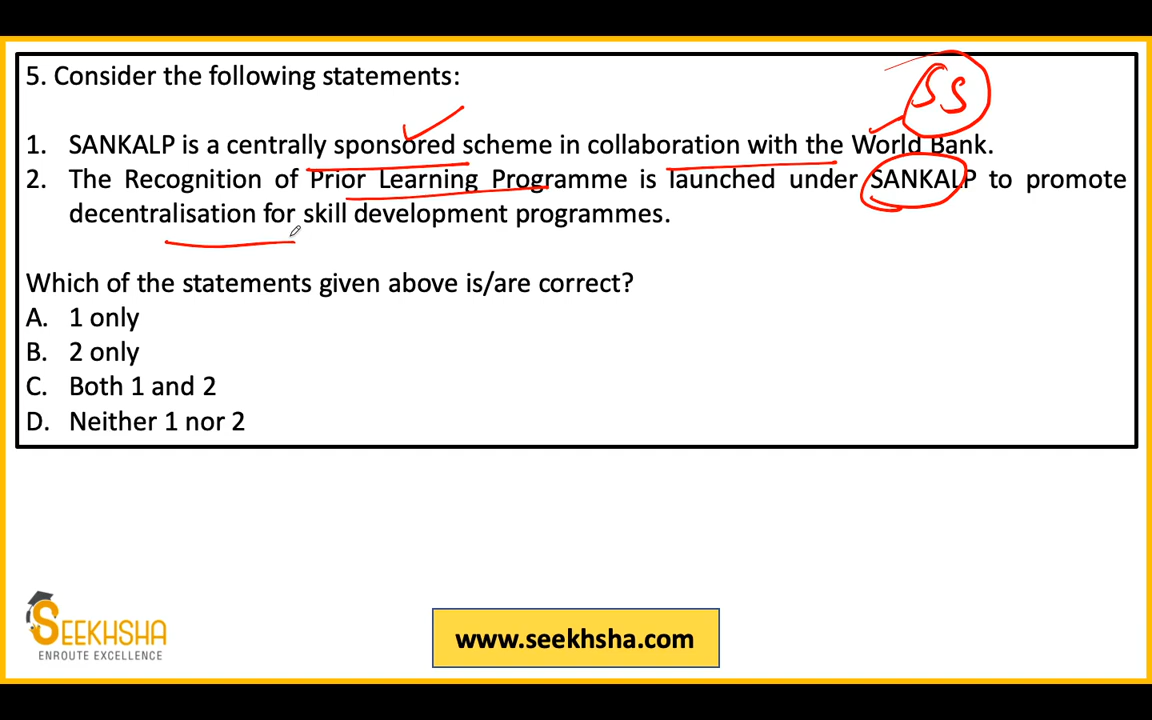 5. Consider the following statements:
SS
1. SANKALP is a centrally sponsored scheme in collaboration with the World Bank.
2. The Recognition of Prior Learning Programme is launched under SANKALP to promote
decentralisation for skill development programmes.
Which of the statements given above is/are correct?
A. 1 only
B. 2 only
C. Both 1 and 2
D. Neither 1 nor 2
SEEKHSHA
ENROUTE EXCELLENCE
www.seekhsha.com